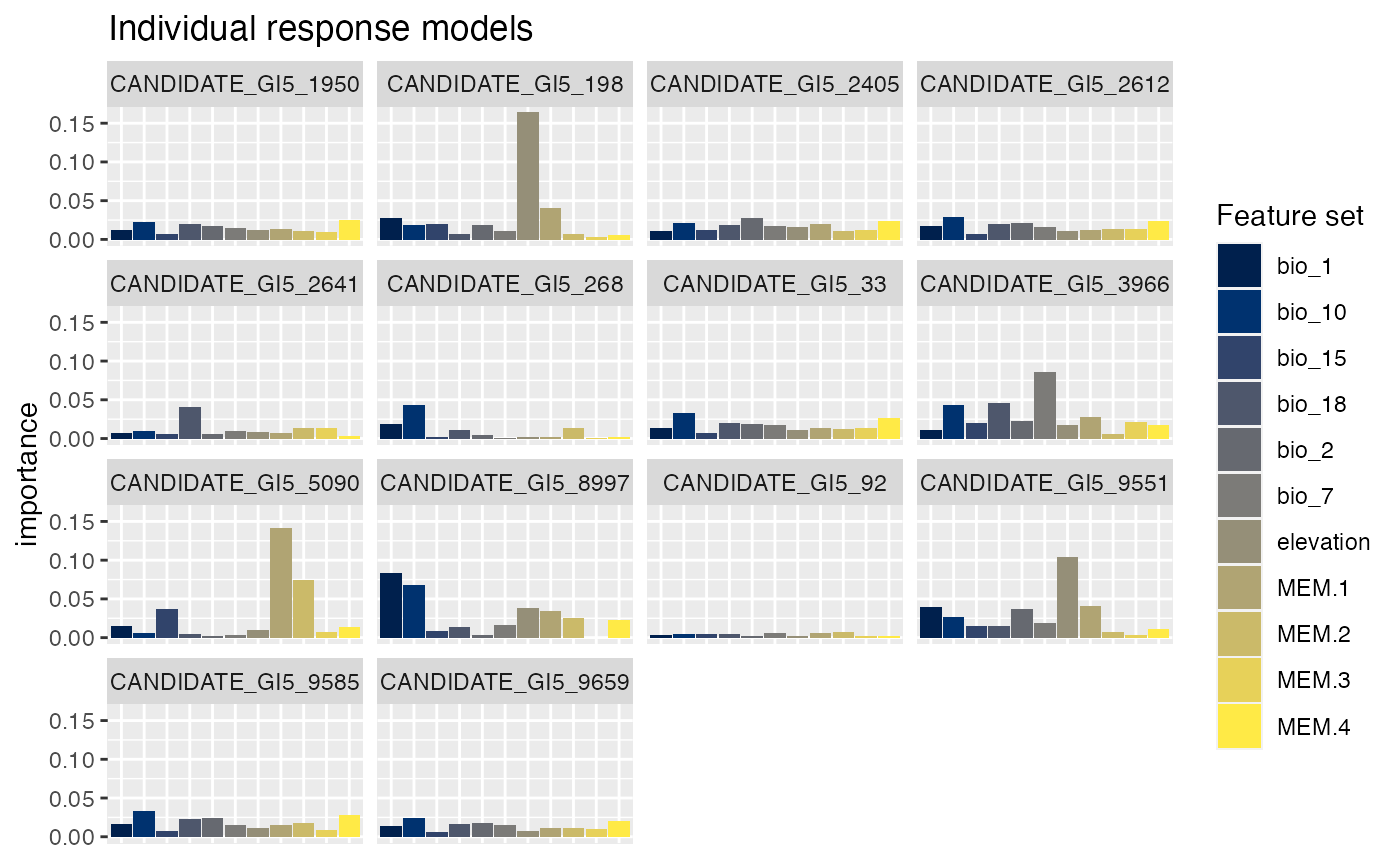 Individual response models
CANDIDATE_GI5_1950
CANDIDATE_GI5_198
CANDIDATE_GI5_2405
CANDIDATE_GI5_2612
0.15
0.10
0.05
0.00
CANDIDATE_GI5_2641
CANDIDATE_GI5_268
CANDIDATE_GI5_33
CANDIDATE_GI5_3966
0.15
0.10
0.05
0.00
CANDIDATE_GI5_5090
CANDIDATE_GI5_8997
CANDIDATE_GI5_92
CANDIDATE_GI5_9551
0.15
0.10
0.05
0.00
CANDIDATE_GI5_9585
CANDIDATE_GI5_9659
0.15
0.10
0.05
0.00
importance
Feature set
bio_1
bio_10
bio_15
bio_18
bio_2
bio_7
elevation
MEM.1
MEM.2
MEM.3
MEM.4